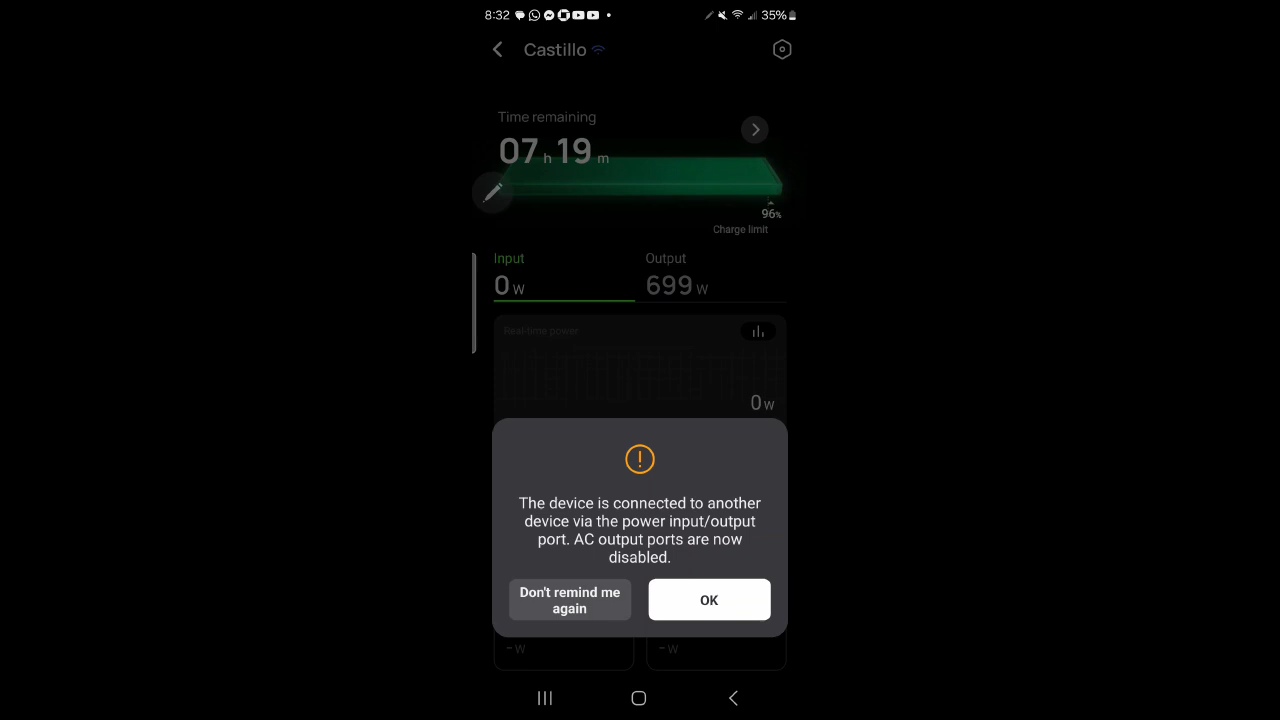 8:32
35%
Castillo
Time remaining
07 h 19 m
96%
Charge limit
Input
Output
0 W
699 W
Real-time power
0 W
The device is connected to another
device via the power input/output
port. AC output ports are now
disabled.
Don't remind me
again
OK
- W
- W